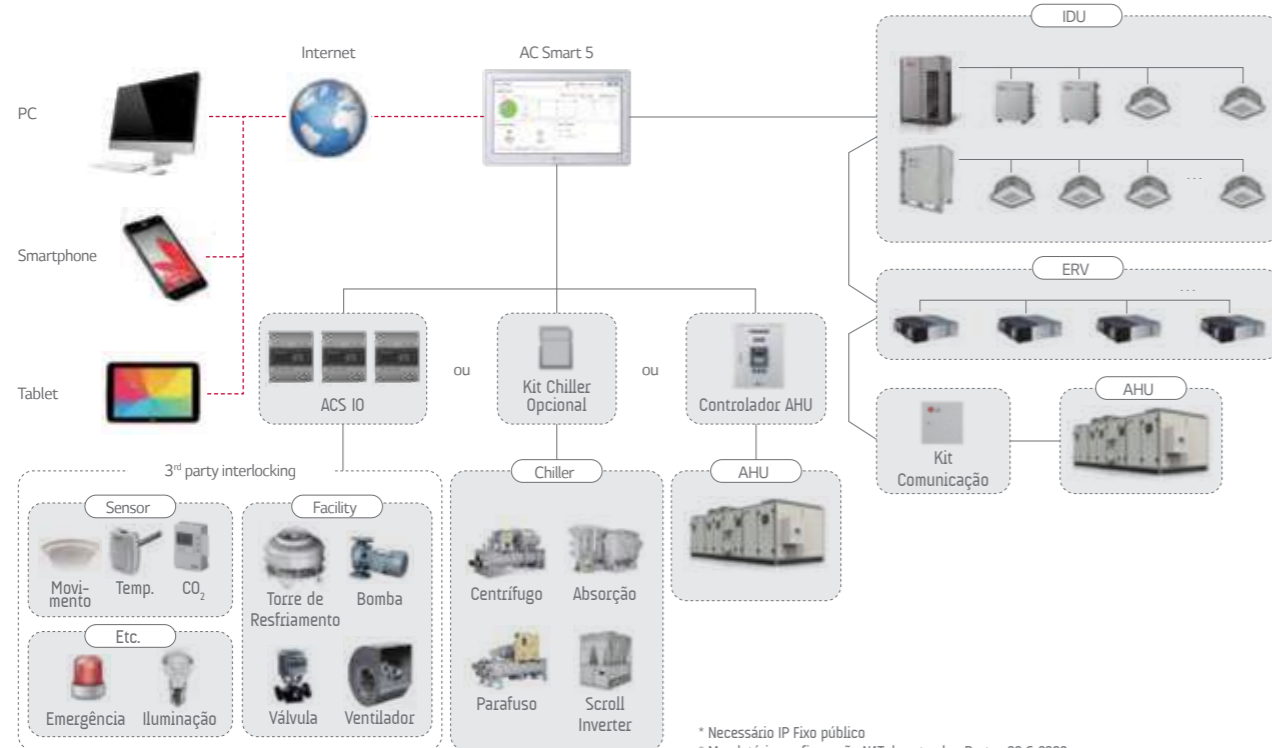 IDU
Internet
AC Smart 5
PC
Smartphone
ERV
Tablet
ACS IO
ou
Kit Chiller
Opcional
ou
Controlador AHU
AHU
Kit
Comunicação
3rd party interlocking
Chiller
AHU
Sensor
Facility
Movi-
mento
Temp.
CO2
Torre de
Resfriamento
Bomba
Centrífugo
Absorção
Etc.
Emergência
Iluminação
Válvula
Ventilador
Parafuso
Scroll
Inverter
* Necessário IP Fixo público